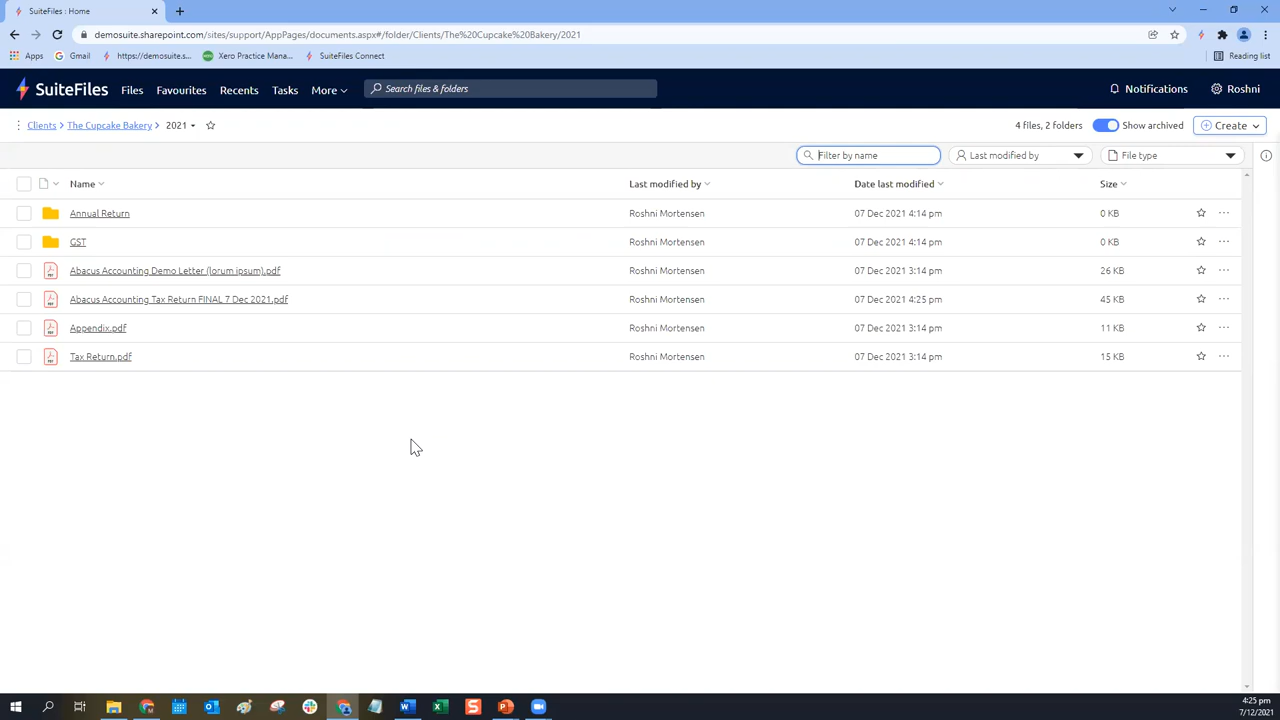 SuiteFiles : Home
demosuite.sharepoint.com/sites/support/AppPages/documents.aspx#/folder/Clients/The%20Cupcake%20Bakery/2021
Apps Gmail https://demosuite.s... Xero Practice Mana... SuiteFiles Connect Reading list
SuiteFiles Files Favourites Recents Tasks More Search files & folders Notifications Roshni
Clients > The Cupcake Bakery > 2021 4 files, 2 folders Show archived Create
Filter by name Last modified by File type
Name Last modified by Date last modified Size
Annual Return Roshni Mortensen 07 Dec 2021 4:14 pm 0 KB
GST Roshni Mortensen 07 Dec 2021 4:14 pm 0 KB
Abacus Accounting Demo Letter (lorum ipsum).pdf Roshni Mortensen 07 Dec 2021 3:14 pm 26 KB
Abacus Accounting Tax Return FINAL 7 Dec 2021.pdf Roshni Mortensen 07 Dec 2021 4:25 pm 45 KB
Appendix.pdf Roshni Mortensen 07 Dec 2021 3:14 pm 11 KB
Tax Return.pdf Roshni Mortensen 07 Dec 2021 3:14 pm 15 KB
4:25 pm
7/12/2021